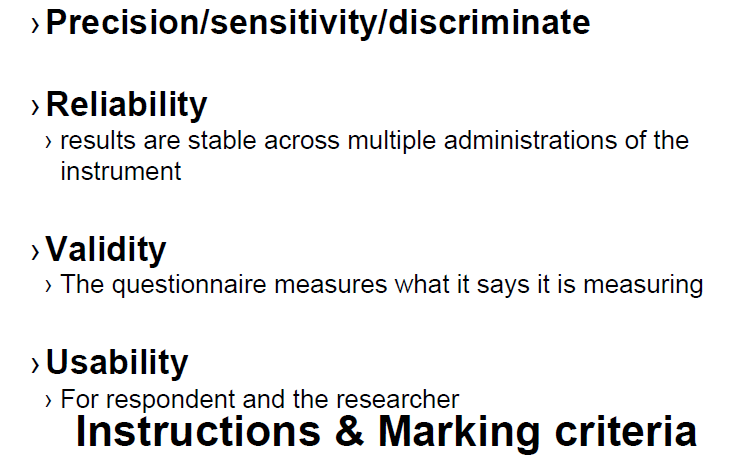 › Precision/sensitivity/discriminate
› Reliability
› results are stable across multiple administrations of the
instrument
› Validity
› The questionnaire measures what it says it is measuring
› Usability
› For respondent and the researcher
Instructions & Marking criteria